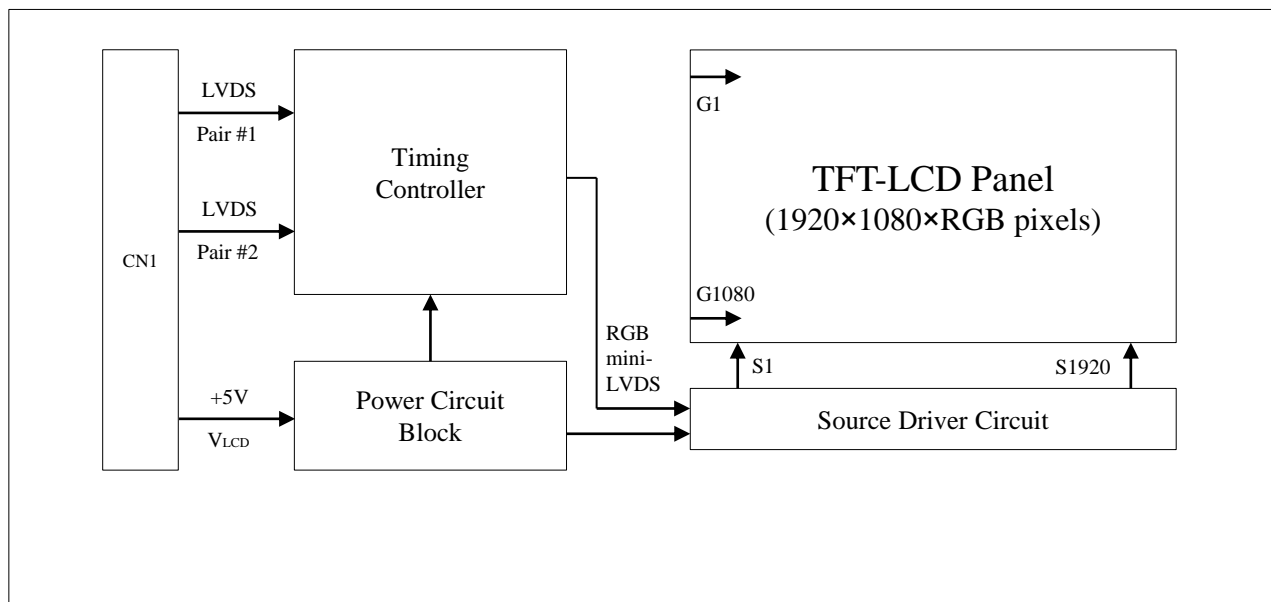 CN1
LVDS
Pair #1
LVDS
Pair #2
+5V
VLCD
Timing
Controller
Power Circuit
Block
RGB
mini-
LVDS
G1
TFT-LCD Panel
(1920×1080×RGB pixels)
G1080
S1
S1920
Source Driver Circuit